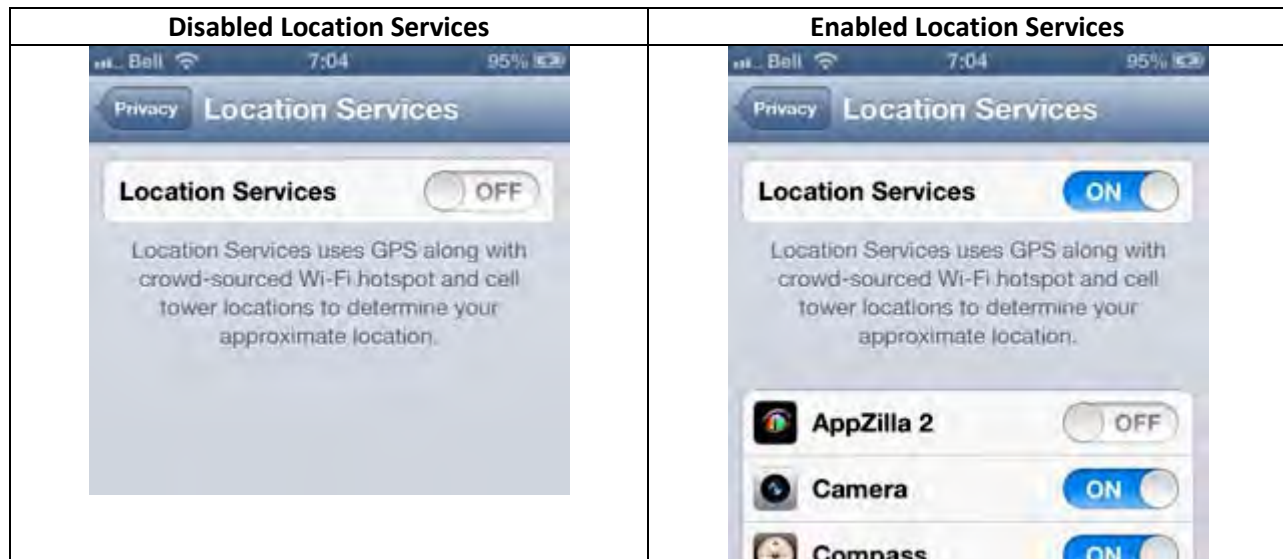 Disabled Location Services
Bell 7:04 95%
Privacy Location Services
Location Services OFF
Location Services uses GPS along with
crowd-sourced Wi-Fi hotspot and cell
tower locations to determine your
approximate location.
Enabled Location Services
Bell 7:04 95%
Privacy Location Services
Location Services ON
Location Services uses GPS along with
crowd-sourced Wi-Fi hotspot and cell
tower locations to determine your
approximate location.
AppZilla 2 OFF
Camera ON
Compass ON